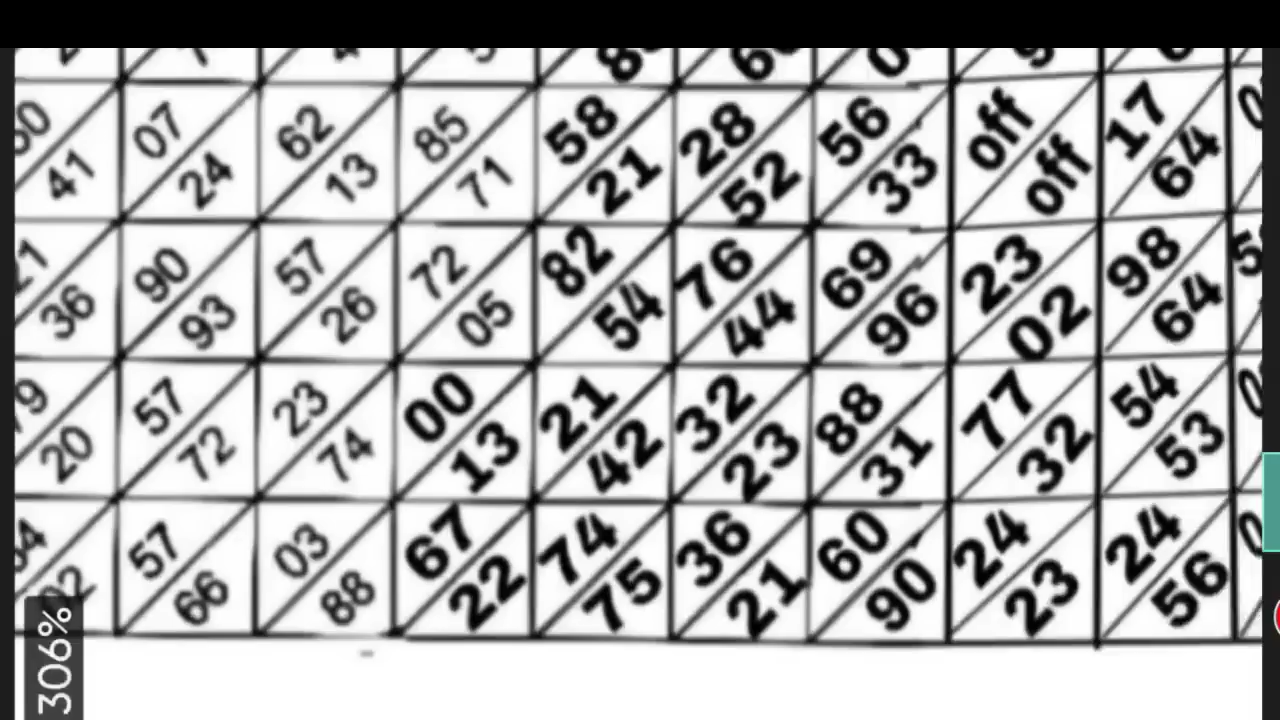 07 62 85 58 28 56 off 17
41 24 13 71 21 52 33 off 64
90 57 72 82 76 69 23 98
36 93 26 05 54 44 96 02 64
57 23 00 21 32 88 77 54
20 72 74 13 42 23 31 32 53
57 03 67 74 36 60 24 24
66 88 22 75 21 90 23 56
306%